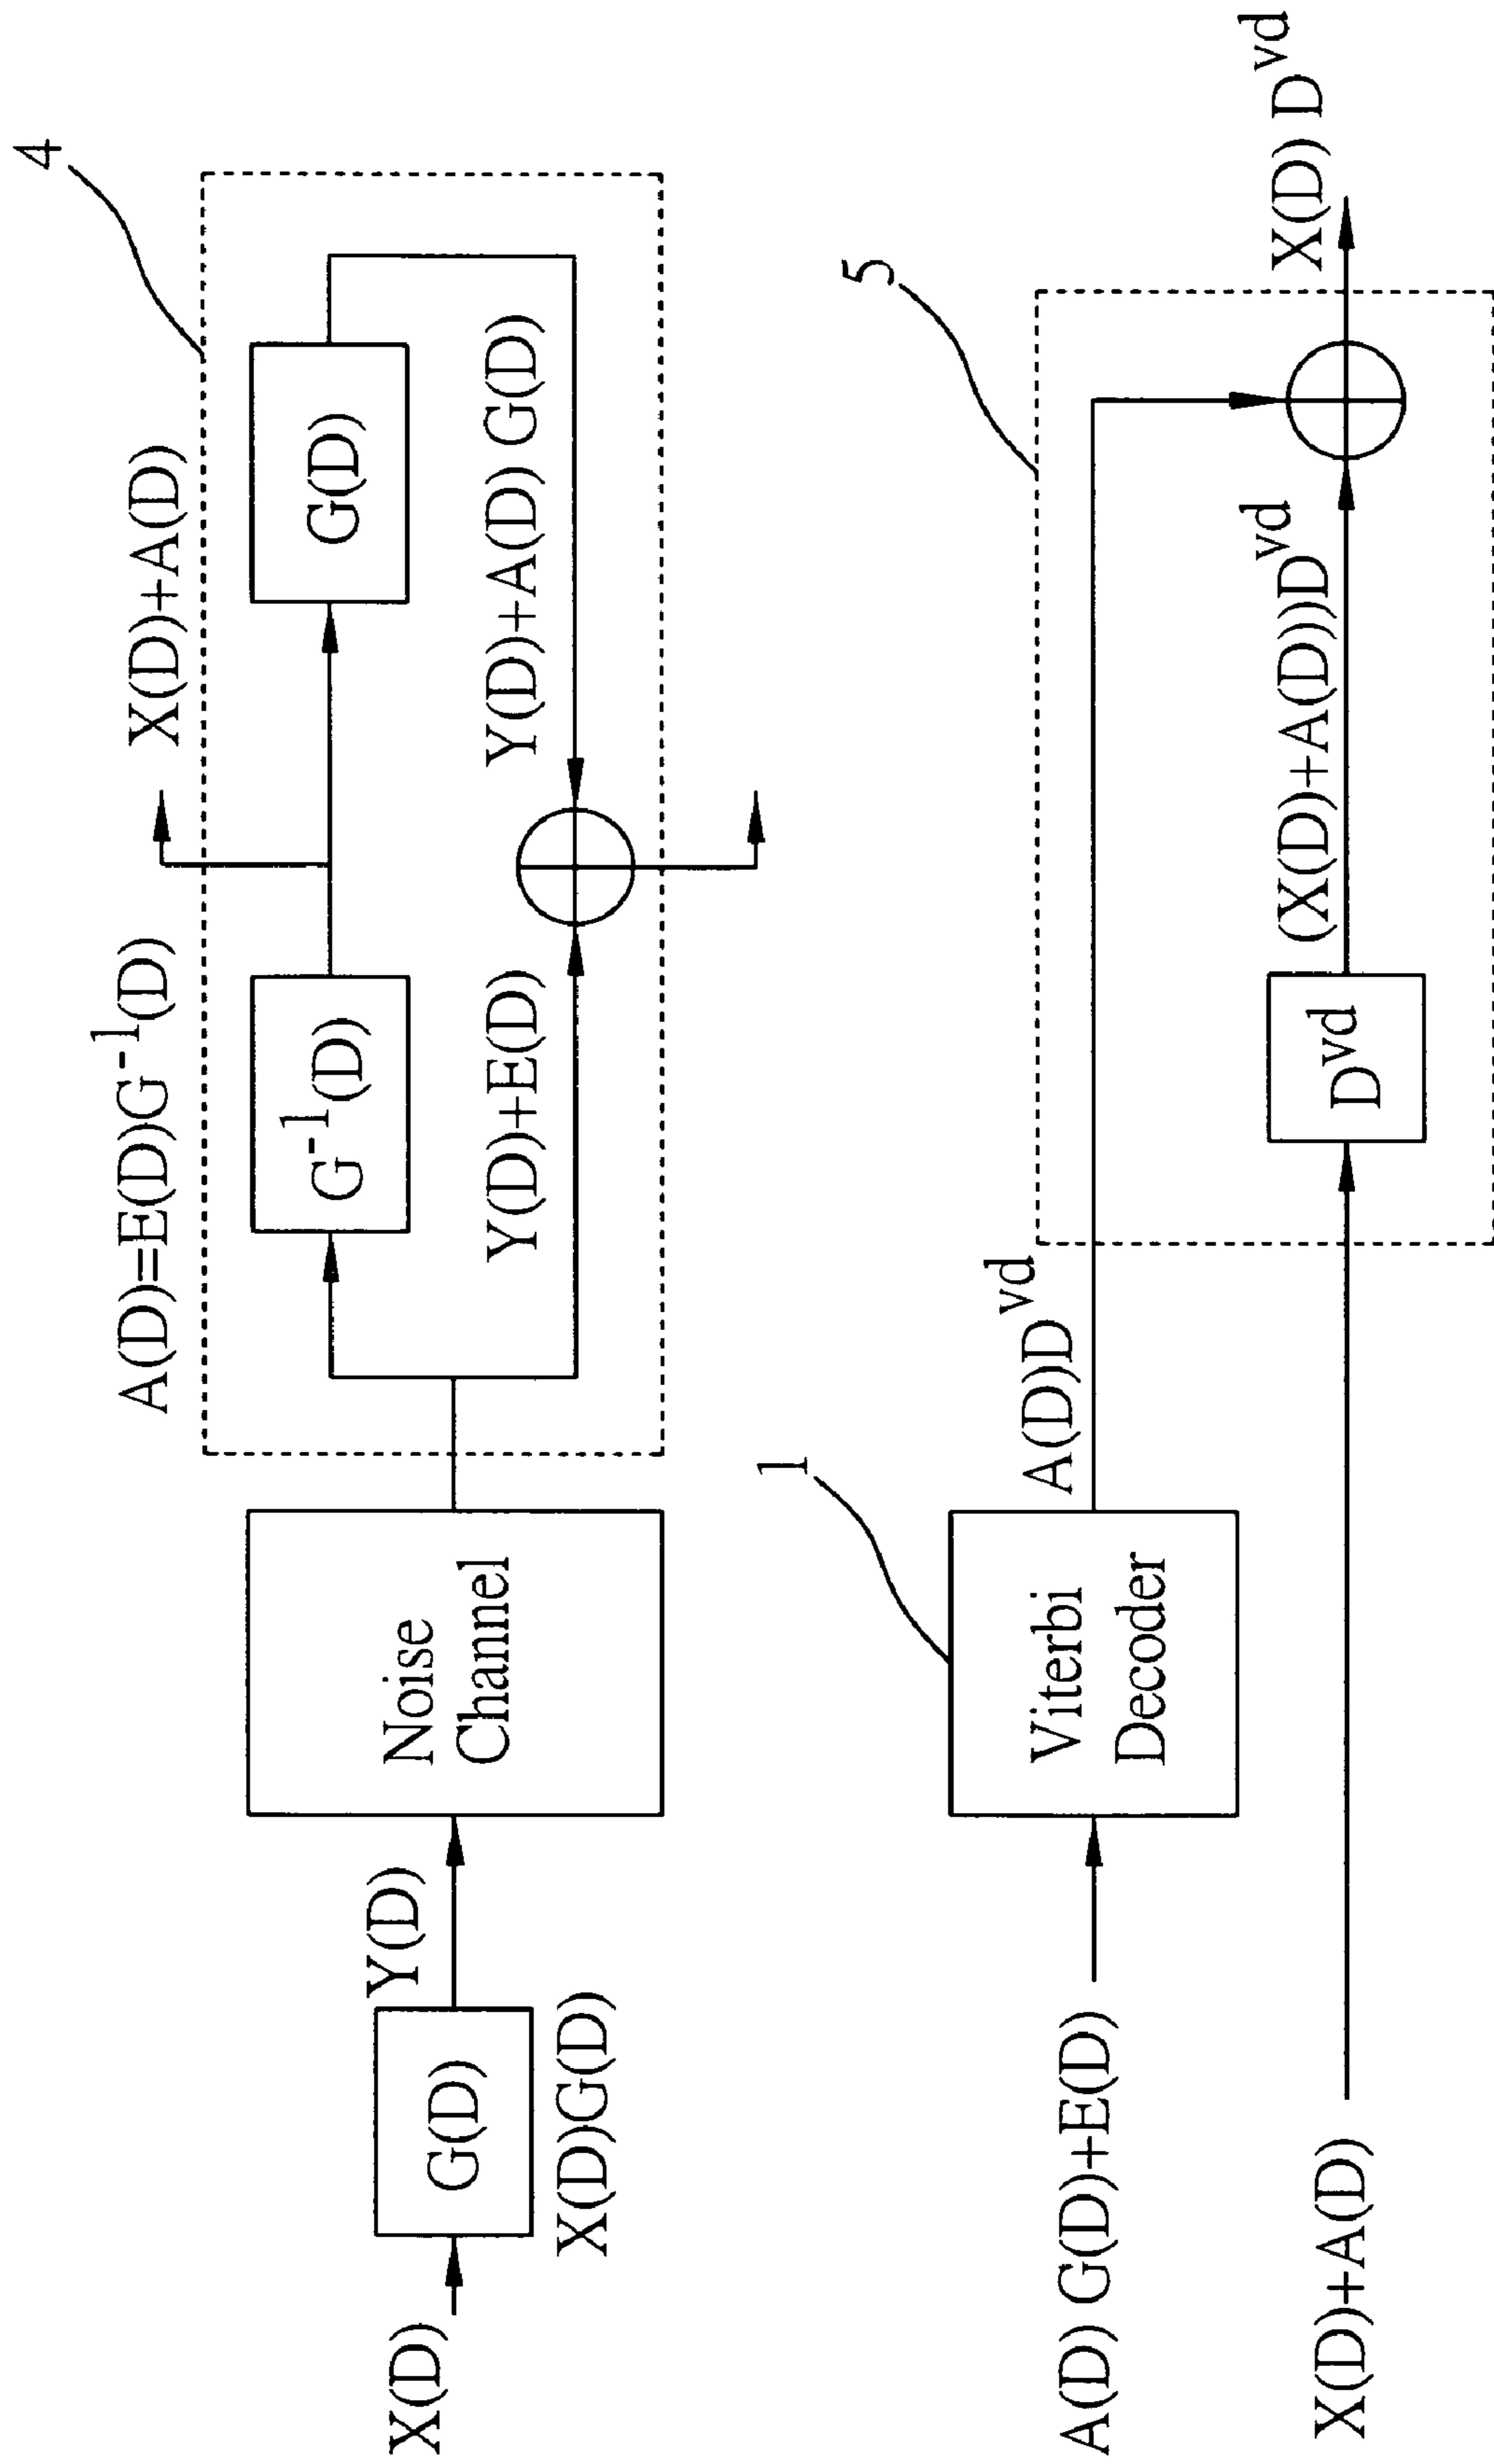 4
A(D)=E(D)G⁻¹(D)
X(D)+A(D)
X(D)
G(D)
X(D)G(D)
Y(D)
Noise
Channel
G⁻¹(D)
G(D)
Y(D)+E(D)
Y(D)+A(D) G(D)
1
5
A(D) G(D)+E(D)
Viterbi
Decoder
A(D)D^vd
X(D)+A(D)
D^vd
(X(D)+A(D))D^vd
X(D) D^vd